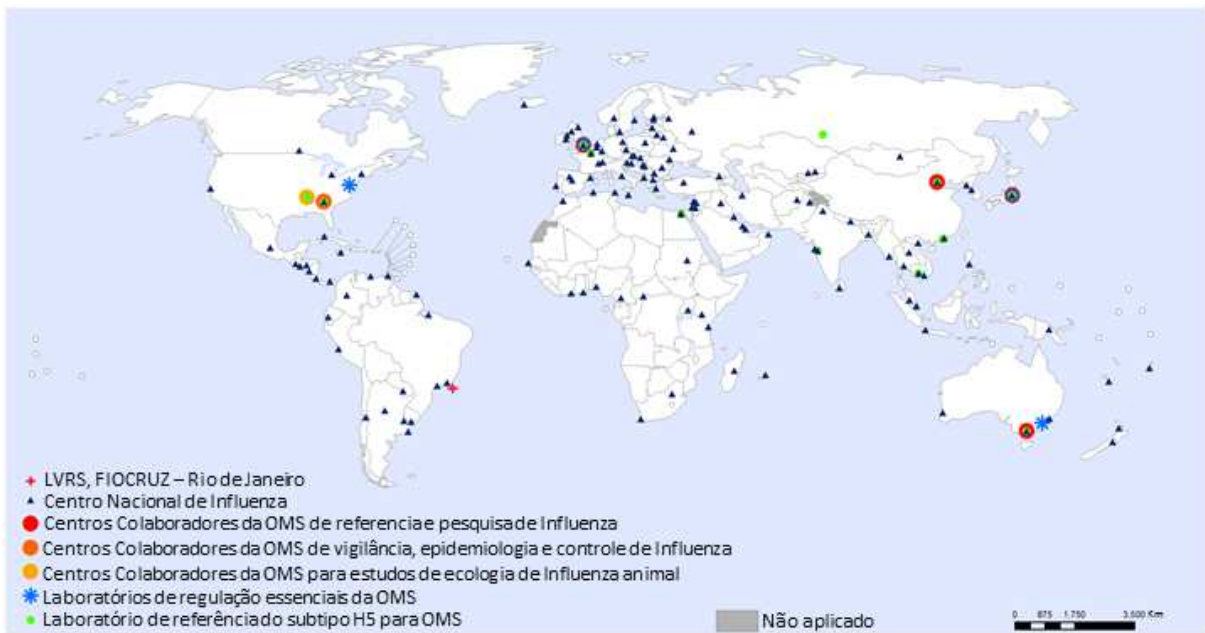 LVRS, FIOCRUZ – Rio de Janeiro
Centro Nacional de Influenza
Centros Colaboradores da OMS de referencia e pesquisa de Influenza
Centros Colaboradores da OMS de vigilância, epidemiologia e controle de Influenza
Centros Colaboradores da OMS para estudos de ecologia de Influenza animal
Laboratórios de regulação essenciais da OMS
Laboratório de referência do subtipo H5 para OMS
Não aplicado
0 875 1.750 3.500 Km